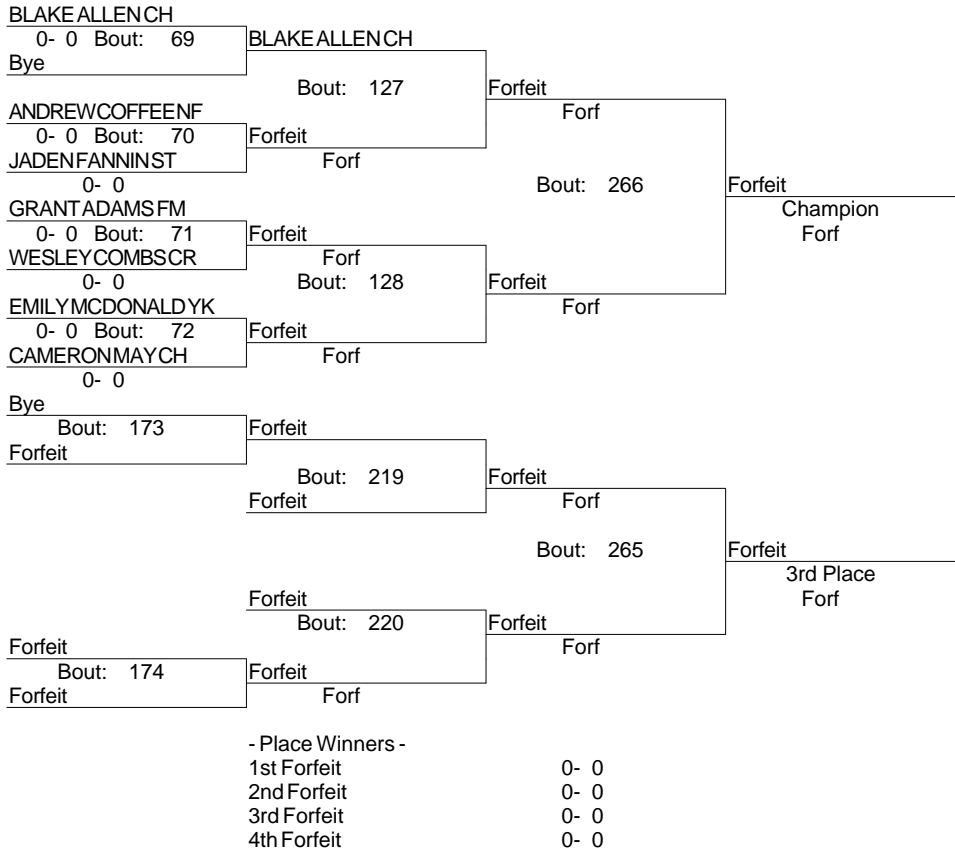 BLAKE ALLEN CH
0- 0 Bout: 69 BLAKE ALLEN CH
Bye
Bout: 127 Forfeit
ANDREW COFFEE NF Forf
0- 0 Bout: 70 Forfeit
JADEN FANNIN ST Forf
0- 0 Bout: 266 Forfeit
GRANT ADAMS FM Champion
0- 0 Bout: 71 Forfeit Forf
WESLEY COMBS CR Forf
0- 0 Bout: 128 Forfeit
EMILY MCDONALD YK Forf
0- 0 Bout: 72 Forfeit
CAMERON MAY CH Forf
0- 0
Bye
Bout: 173 Forfeit
Forfeit
Bout: 219 Forfeit
Forfeit Forf
Bout: 265 Forfeit
3rd Place
Forfeit Forf
Bout: 220 Forfeit
Forfeit Forf
Bout: 174 Forfeit
Forfeit Forf
- Place Winners -
1st Forfeit 0- 0
2nd Forfeit 0- 0
3rd Forfeit 0- 0
4th Forfeit 0- 0